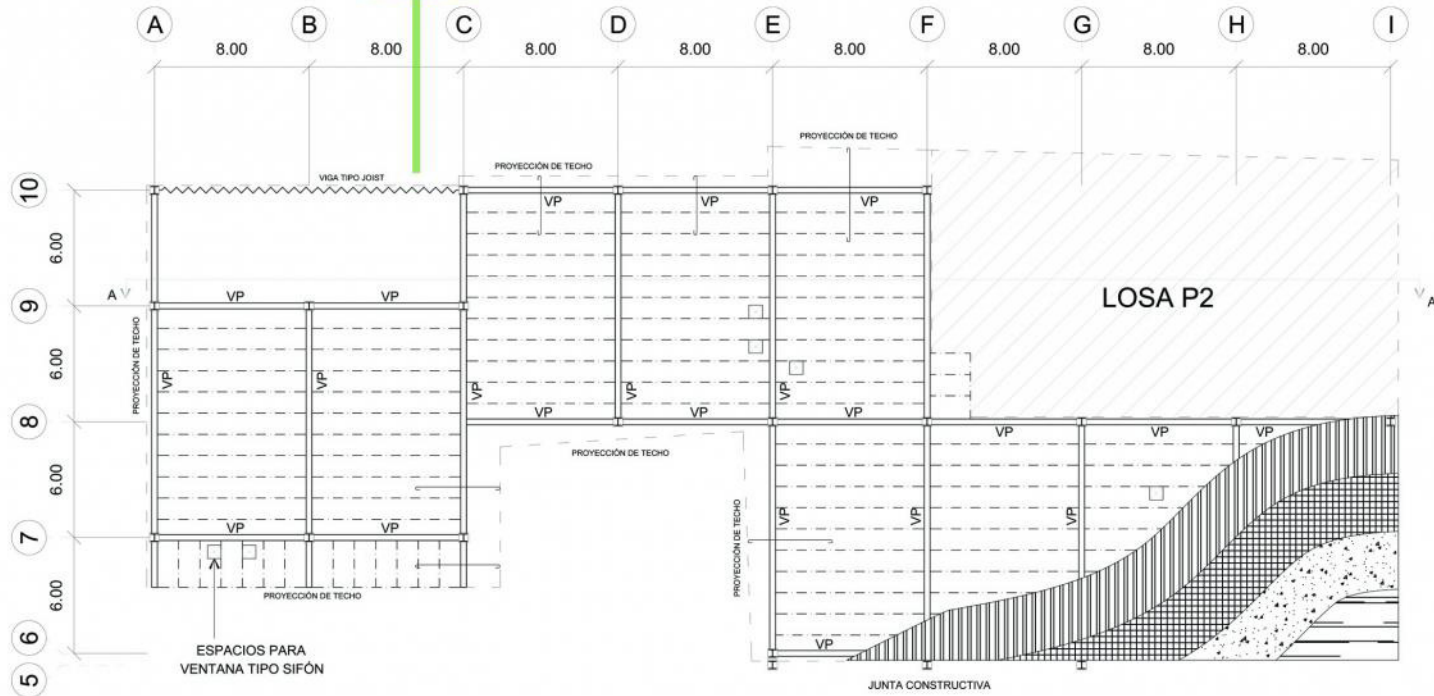 A B C D E F G H I
8.00 8.00 8.00 8.00 8.00 8.00 8.00 8.00
PROYECCIÓN DE TECHO
PROYECCIÓN DE TECHO
VIGA TIPO JOIST
10
VP VP VP
6.00
A VP VP LOSA P2 A
9
PROYECCIÓN DE TECHO
6.00
VP VP VP VP VP
VP VP VP
8
VP VP VP
PROYECCIÓN DE TECHO
6.00
VP VP VP
PROYECCIÓN DE TECHO
VP VP
7
6.00
PROYECCIÓN DE TECHO
6
VP
ESPACIOS PARA
VENTANA TIPO SIFÓN
5
JUNTA CONSTRUCTIVA